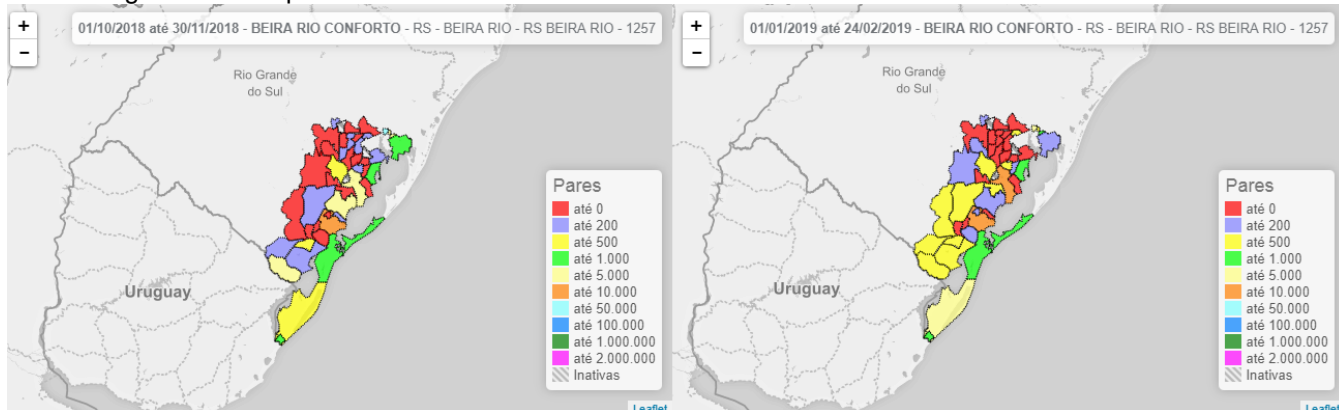 +
−
01/10/2018 até 30/11/2018 - BEIRA RIO CONFORTO - RS - BEIRA RIO - RS BEIRA RIO - 1257
Rio Grande
do Sul
Uruguay
Pares
até 0
até 200
até 500
até 1.000
até 5.000
até 10.000
até 50.000
até 100.000
até 1.000.000
até 2.000.000
Inativas
Leaflet
+
−
01/01/2019 até 24/02/2019 - BEIRA RIO CONFORTO - RS - BEIRA RIO - RS BEIRA RIO - 1257
Rio Grande
do Sul
Uruguay
Pares
até 0
até 200
até 500
até 1.000
até 5.000
até 10.000
até 50.000
até 100.000
até 1.000.000
até 2.000.000
Inativas
Leaflet